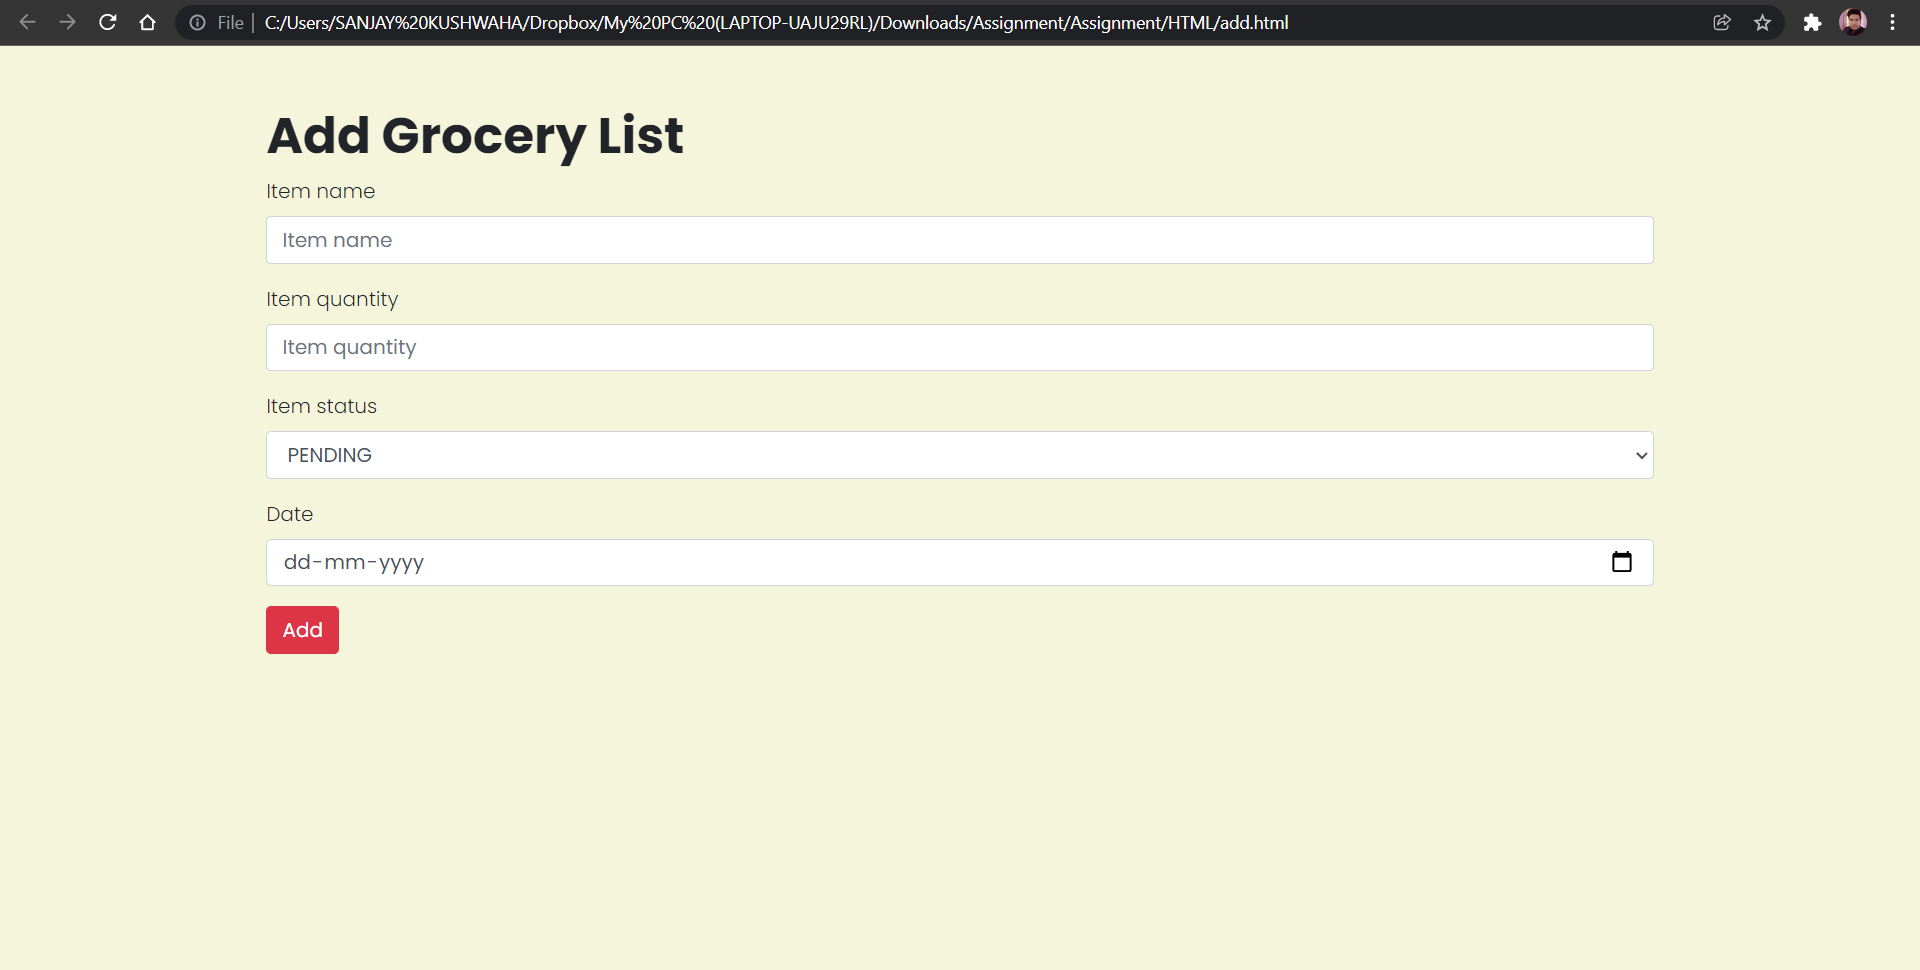 File | C:/Users/SANJAY%20KUSHWAHA/Dropbox/My%20PC%20(LAPTOP-UAJU29RL)/Downloads/Assignment/Assignment/HTML/add.html
Add Grocery List
Item name
Item name
Item quantity
Item quantity
Item status
PENDING
Date
dd-mm-yyyy
Add